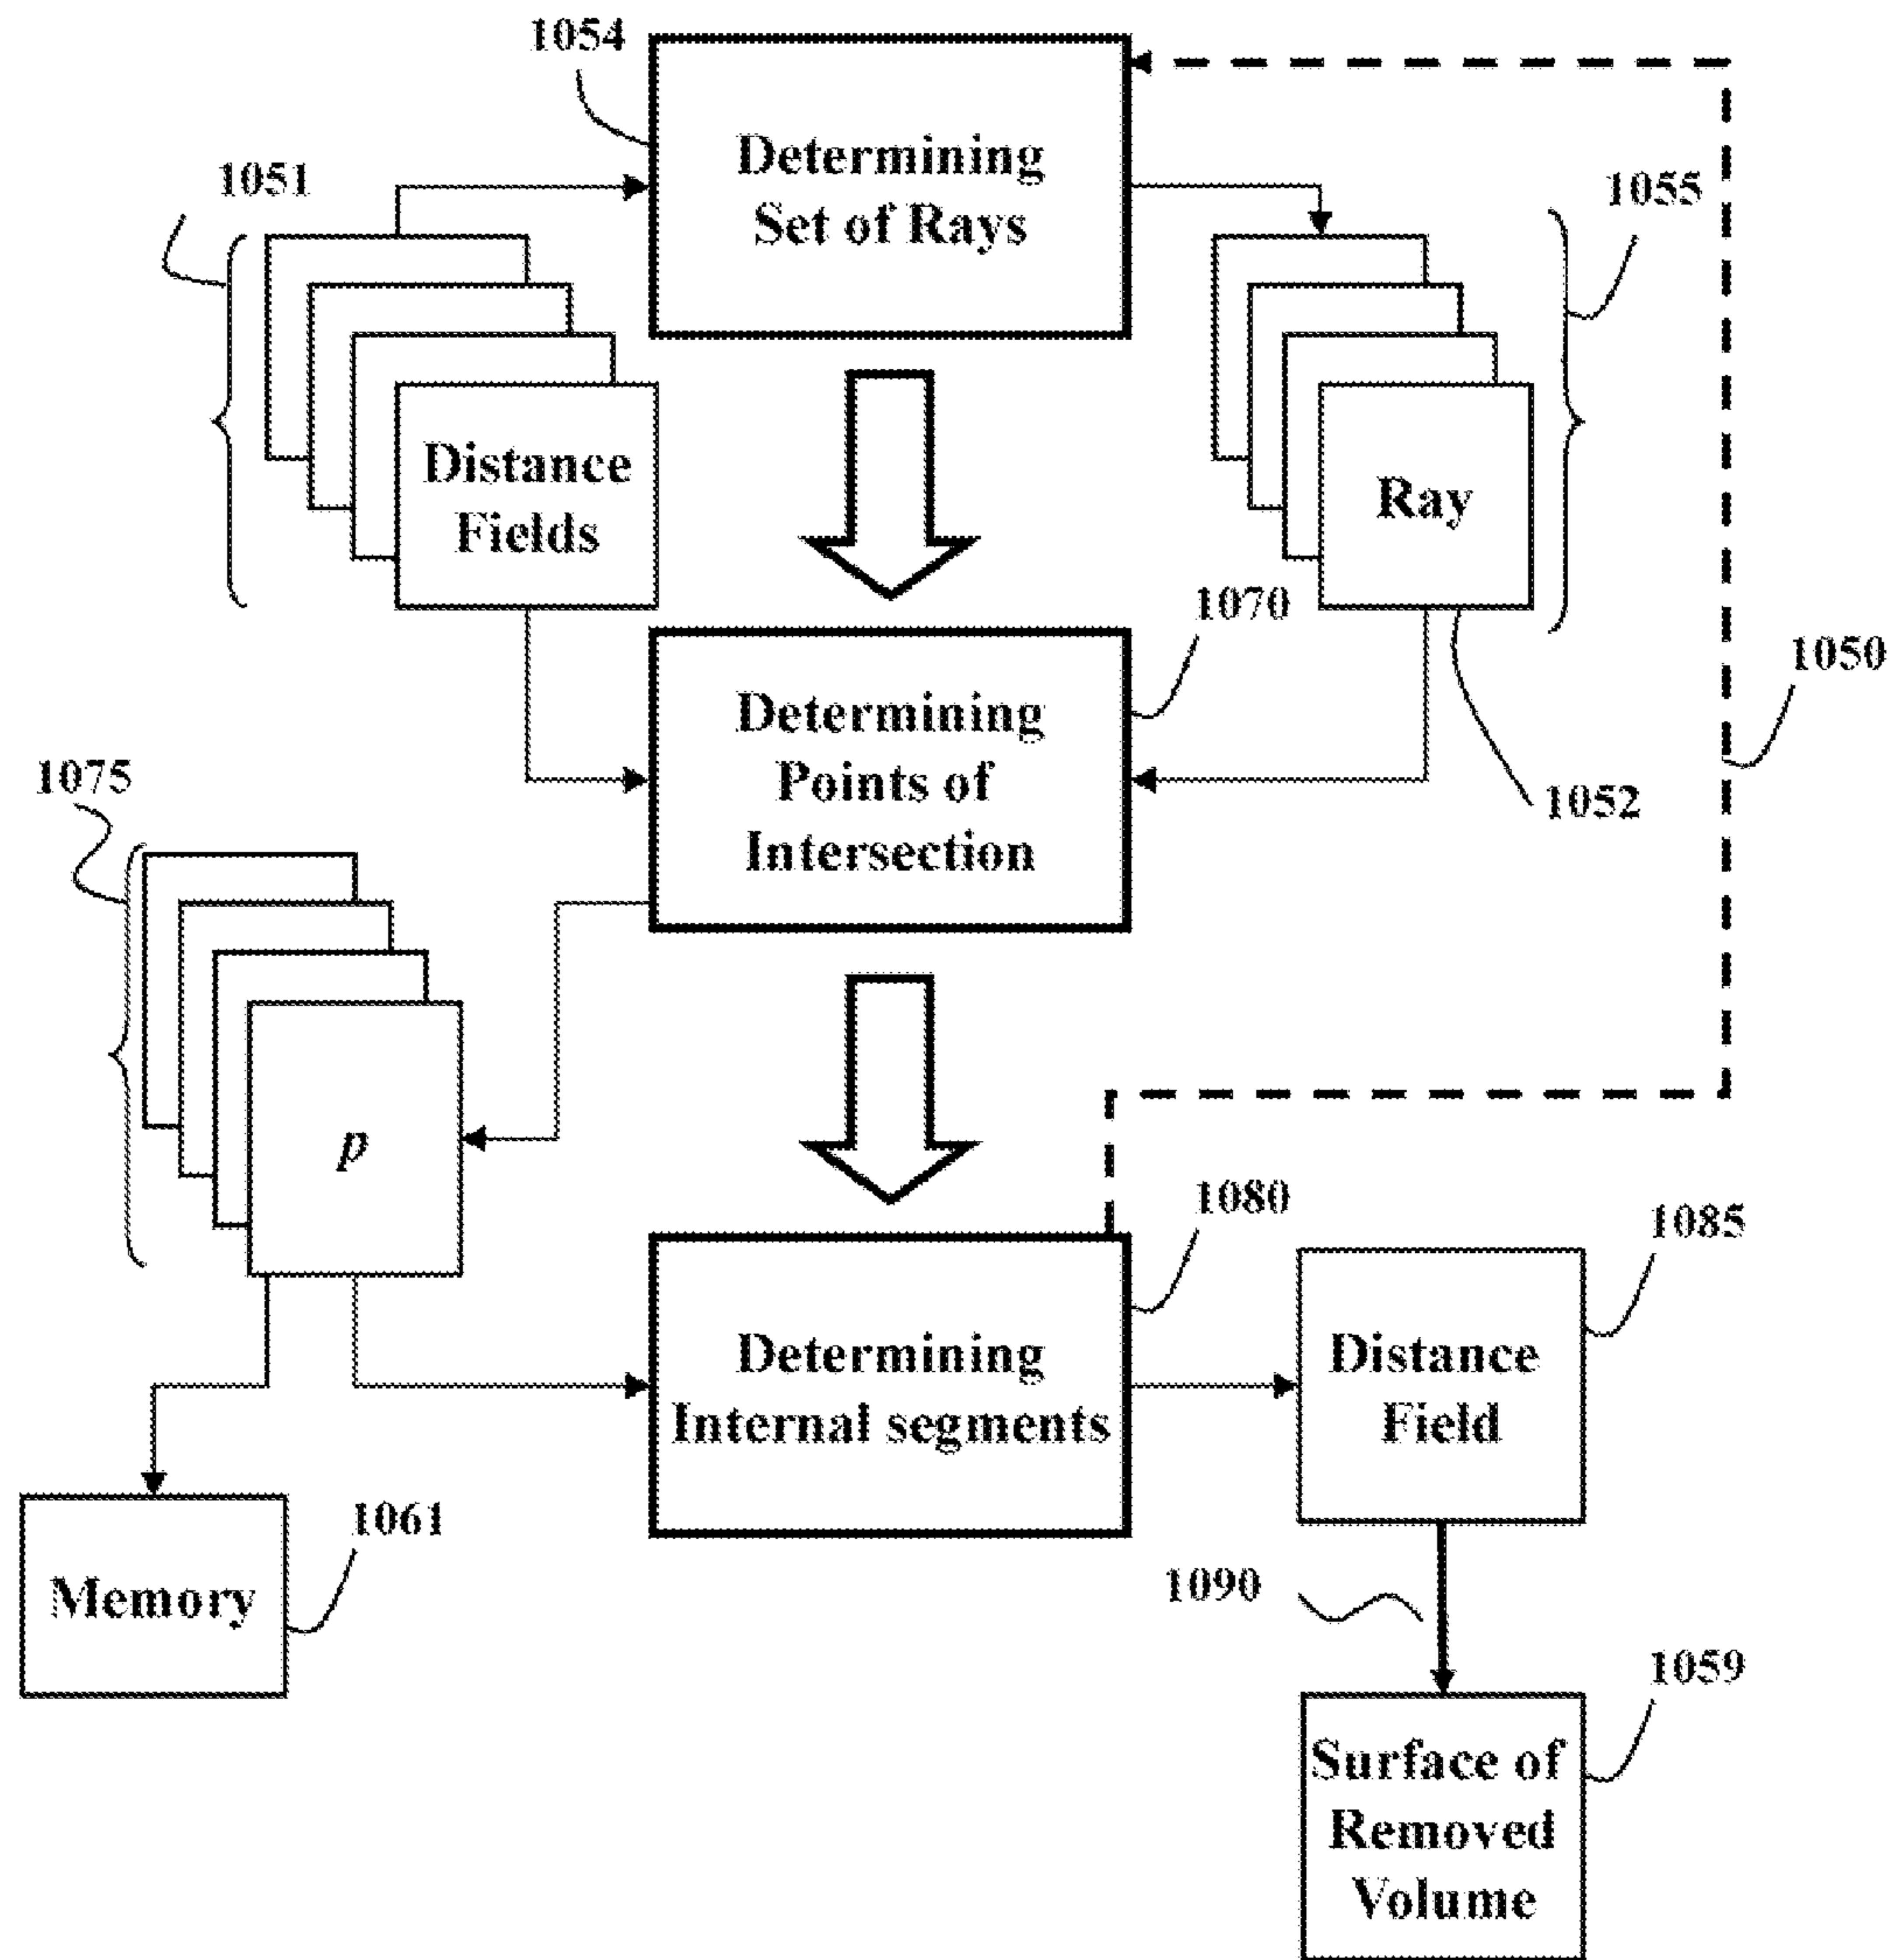 1054
Determining
Set of Rays
1051
1055
Distance
Fields
Ray
1070
1050
Determining
Points of
Intersection
1052
1075
p
1080
1085
Determining
Internal segments
Distance
Field
1061
Memory
1090
1059
Surface of
Removed
Volume